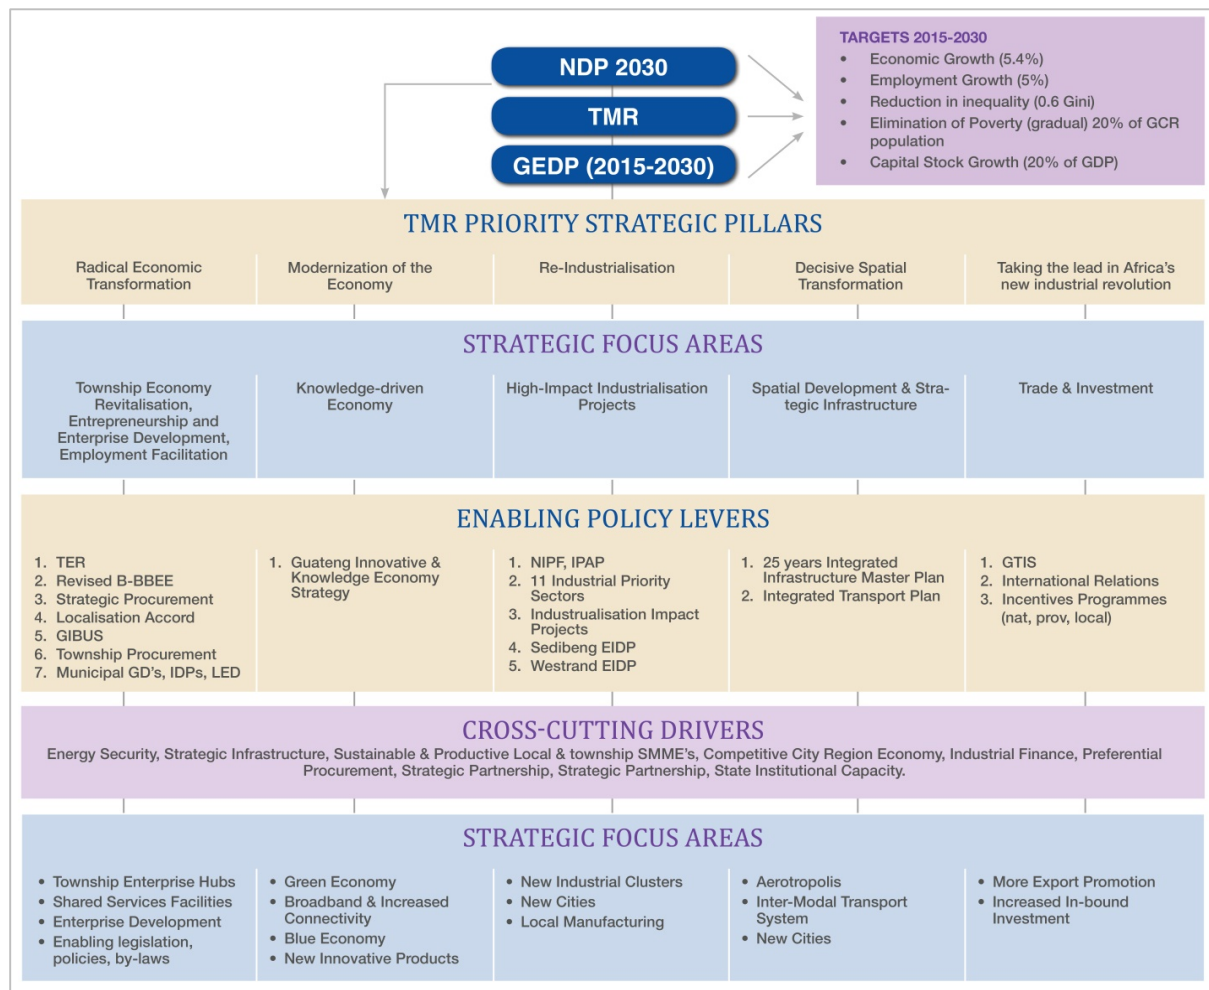 NDP 2030
TMR
GEDP (2015-2030)
TARGETS 2015-2030
• Economic Growth (5.4%)
• Employment Growth (5%)
• Reduction in inequality (0.6 Gini)
• Elimination of Poverty (gradual) 20% of GCR
population
• Capital Stock Growth (20% of GDP)
TMR PRIORITY STRATEGIC PILLARS
Radical Economic
Transformation
Modernization of the
Economy
Re-Industrialisation
Decisive Spatial
Transformation
Taking the lead in Africa's
new industrial revolution
STRATEGIC FOCUS AREAS
Township Economy
Revitalisation,
Entrepreneurship and
Enterprise Development,
Employment Facilitation
Knowledge-driven
Economy
High-Impact Industrialisation
Projects
Spatial Development & Stra-
tegic Infrastructure
Trade & Investment
ENABLING POLICY LEVERS
1. TER
2. Revised B-BBEE
3. Strategic Procurement
4. Localisation Accord
5. GIBUS
6. Township Procurement
7. Municipal GD's, IDPs, LED
1. Guateng Innovative &
Knowledge Economy
Strategy
1. NIPF, IPAP
2. 11 Industrial Priority
Sectors
3. Industrualisation Impact
Projects
4. Sedibeng EIDP
5. Westrand EIDP
1. 25 years Integrated
Infrastructure Master Plan
2. Integrated Transport Plan
1. GTIS
2. International Relations
3. Incentives Programmes
(nat, prov, local)
CROSS-CUTTING DRIVERS
Energy Security, Strategic Infrastructure, Sustainable & Productive Local & township SMME's, Competitive City Region Economy, Industrial Finance, Preferential
Procurement, Strategic Partnership, Strategic Partnership, State Institutional Capacity.
STRATEGIC FOCUS AREAS
• Township Enterprise Hubs
• Shared Services Facilities
• Enterprise Development
• Enabling legislation,
policies, by-laws
• Green Economy
• Broadband & Increased
Connectivity
• Blue Economy
• New Innovative Products
• New Industrial Clusters
• New Cities
• Local Manufacturing
• Aerotropolis
• Inter-Modal Transport
System
• New Cities
• More Export Promotion
• Increased In-bound
Investment